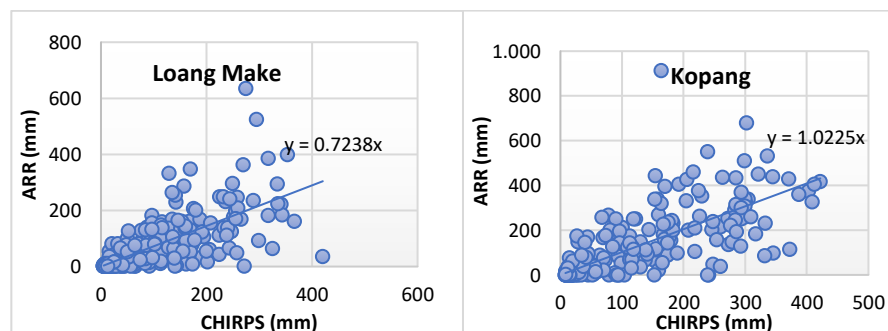 Loang Make
ARR (mm)
800
600
400
200
0
y = 0.7238x
0 200 400 600
CHIRPS (mm)
Kopang
ARR (mm)
1.000
800
600
400
200
0
y = 1.0225x
0 100 200 300 400 500
CHIRPS (mm)